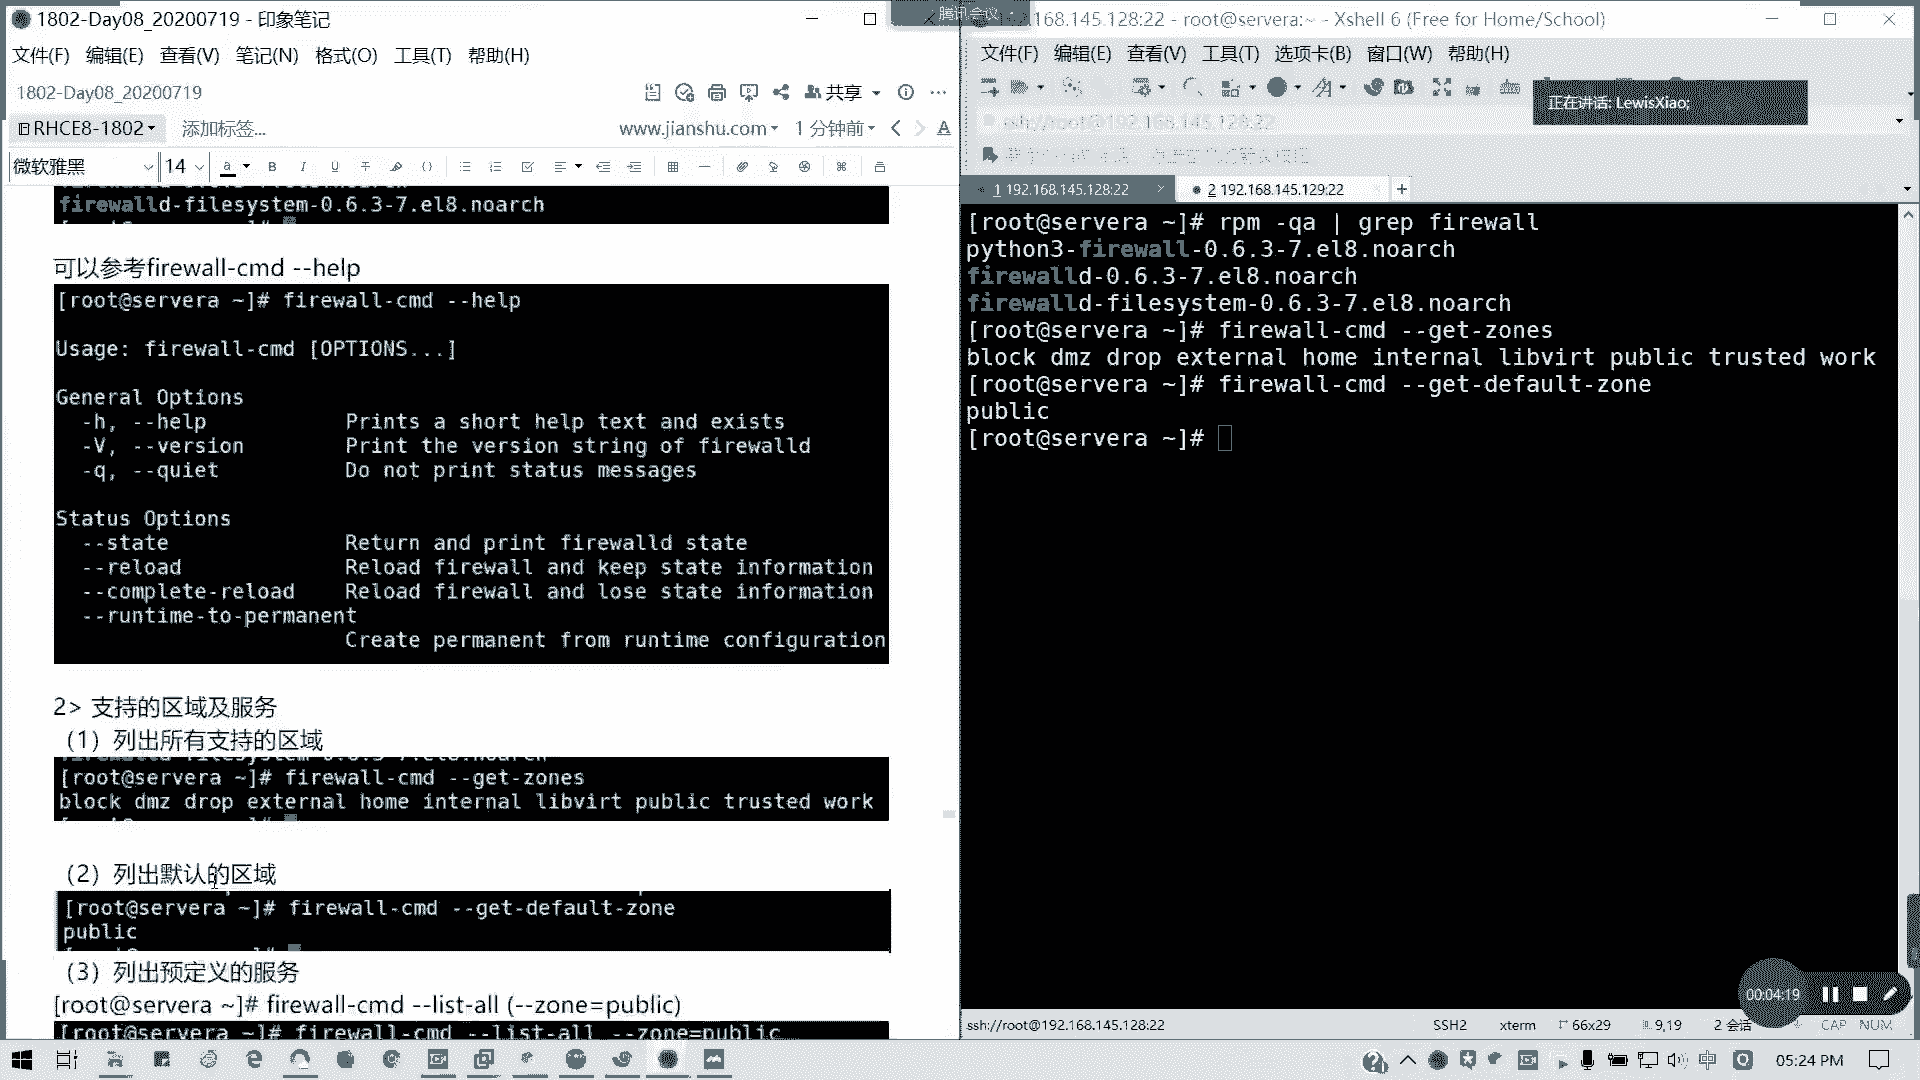 1802-Day08_20200719 - 印象笔记
文件(F) 编辑(E) 查看(V) 笔记(N) 格式(O) 工具(T) 帮助(H)
1802-Day08_20200719
共享
RHCE8-1802
添加标签...
www.jianshu.com
1 分钟前
微软雅黑
14
firewalld-filesystem-0.6.3-7.el8.noarch
可以参考firewall-cmd --help
[root@servera ~]# firewall-cmd --help
Usage: firewall-cmd [OPTIONS...]
General Options
-h, --help Prints a short help text and exists
-V, --version Print the version string of firewalld
-q, --quiet Do not print status messages
Status Options
--state Return and print firewalld state
--reload Reload firewall and keep state information
--complete-reload Reload firewall and lose state information
--runtime-to-permanent
Create permanent from runtime configuration
2> 支持的区域及服务
（1）列出所有支持的区域
[root@servera ~]# firewall-cmd --get-zones
block dmz drop external home internal libvirt public trusted work
（2）列出默认的区域
[root@servera ~]# firewall-cmd --get-default-zone
public
（3）列出预定义的服务
[root@servera ~]# firewall-cmd --list-all (--zone=public)
[root@servera ~]# firewall-cmd --list-all --zone=public
腾讯会议
192.168.145.128:22 - root@servera:~ - Xshell 6 (Free for Home/School)
文件(F) 编辑(E) 查看(V) 工具(T) 选项卡(B) 窗口(W) 帮助(H)
正在讲话: LewisXiao;
ssh://root@192.168.145.128:22
1 192.168.145.128:22
2 192.168.145.129:22
[root@servera ~]# rpm -qa | grep firewall
python3-firewall-0.6.3-7.el8.noarch
firewalld-0.6.3-7.el8.noarch
firewalld-filesystem-0.6.3-7.el8.noarch
[root@servera ~]# firewall-cmd --get-zones
block dmz drop external home internal libvirt public trusted work
[root@servera ~]# firewall-cmd --get-default-zone
public
[root@servera ~]#
00:04:19
ssh://root@192.168.145.128:22
SSH2
xterm
66x29
9,19
2 会话
CAP
NUM
中
05:24 PM